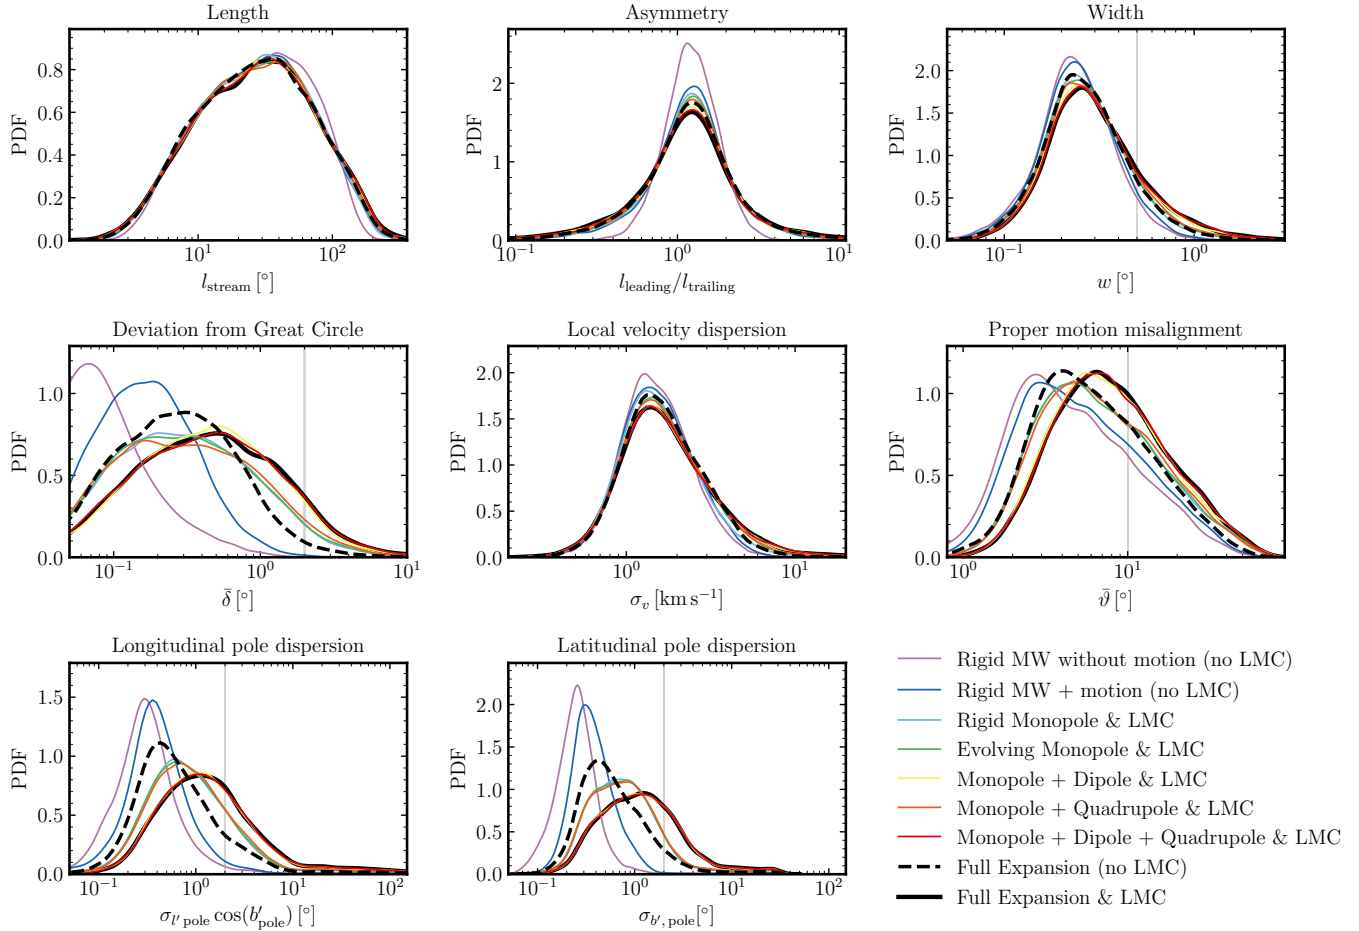 Length
PDF
0.0
0.2
0.4
0.6
0.8
10¹
10²
l_stream [°]
Asymmetry
PDF
0
1
2
10⁻¹
10⁰
10¹
l_leading/l_trailing
Width
PDF
0.0
0.5
1.0
1.5
2.0
10⁻¹
10⁰
w [°]
Deviation from Great Circle
PDF
0.0
0.5
1.0
10⁻¹
10⁰
10¹
δ̄ [°]
Local velocity dispersion
PDF
0.0
0.5
1.0
1.5
2.0
10⁰
10¹
σ_v [km s⁻¹]
Proper motion misalignment
PDF
0.0
0.5
1.0
10⁰
10¹
ϑ̄ [°]
Longitudinal pole dispersion
PDF
0.0
0.5
1.0
1.5
10⁻¹
10⁰
10¹
10²
σ_l′ pole cos(b′_pole) [°]
Latitudinal pole dispersion
PDF
0.0
0.5
1.0
1.5
2.0
10⁻¹
10⁰
10¹
10²
σ_b′, pole[°]
Rigid MW without motion (no LMC)
Rigid MW + motion (no LMC)
Rigid Monopole & LMC
Evolving Monopole & LMC
Monopole + Dipole & LMC
Monopole + Quadrupole & LMC
Monopole + Dipole + Quadrupole & LMC
Full Expansion (no LMC)
Full Expansion & LMC